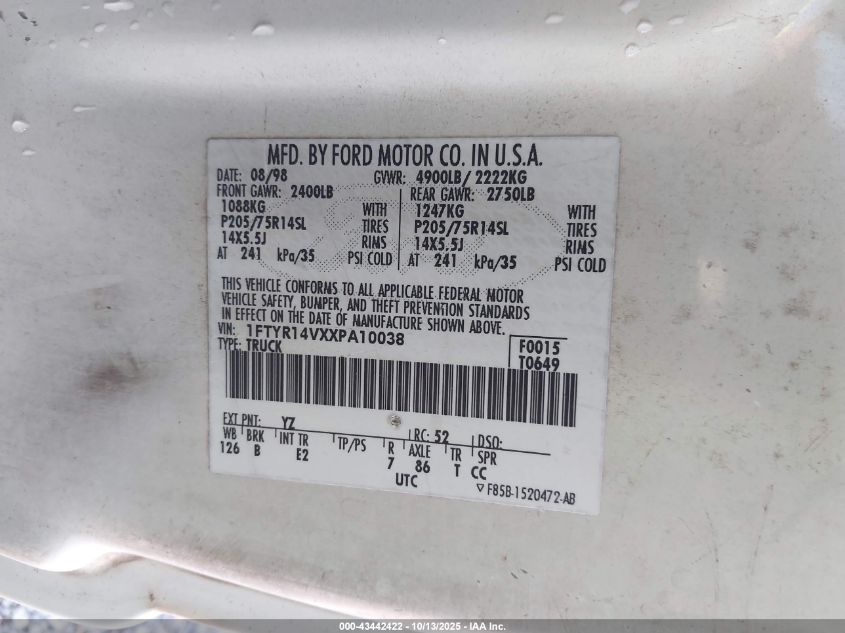 MFD. BY FORD MOTOR CO. IN U.S.A.
DATE: 08/98 GVWR: 4900LB/ 2222KG
FRONT GAWR: 2400LB REAR GAWR: 2750LB
1088KG WITH 1247KG WITH
P205/75R14SL TIRES P205/75R14SL TIRES
14X5.5J RIMS 14X5.5J RIMS
AT 241 kPa/35 PSI COLD AT 241 kPa/35 PSI COLD
THIS VEHICLE CONFORMS TO ALL APPLICABLE FEDERAL MOTOR
VEHICLE SAFETY, BUMPER, AND THEFT PREVENTION STANDARDS
IN EFFECT ON THE DATE OF MANUFACTURE SHOWN ABOVE.
VIN: 1FTYR14VXXPA10038
TYPE: TRUCK
F0015
T0649
EXT PNT: YZ RC: 52 DSO:
WB BRK INT TR TP/PS R AXLE TR SPR
126 B E2 7 86 T CC
UTC
▽F85B-1520472-AB
000-43442422 | 10/13/2025 - IAA Inc.